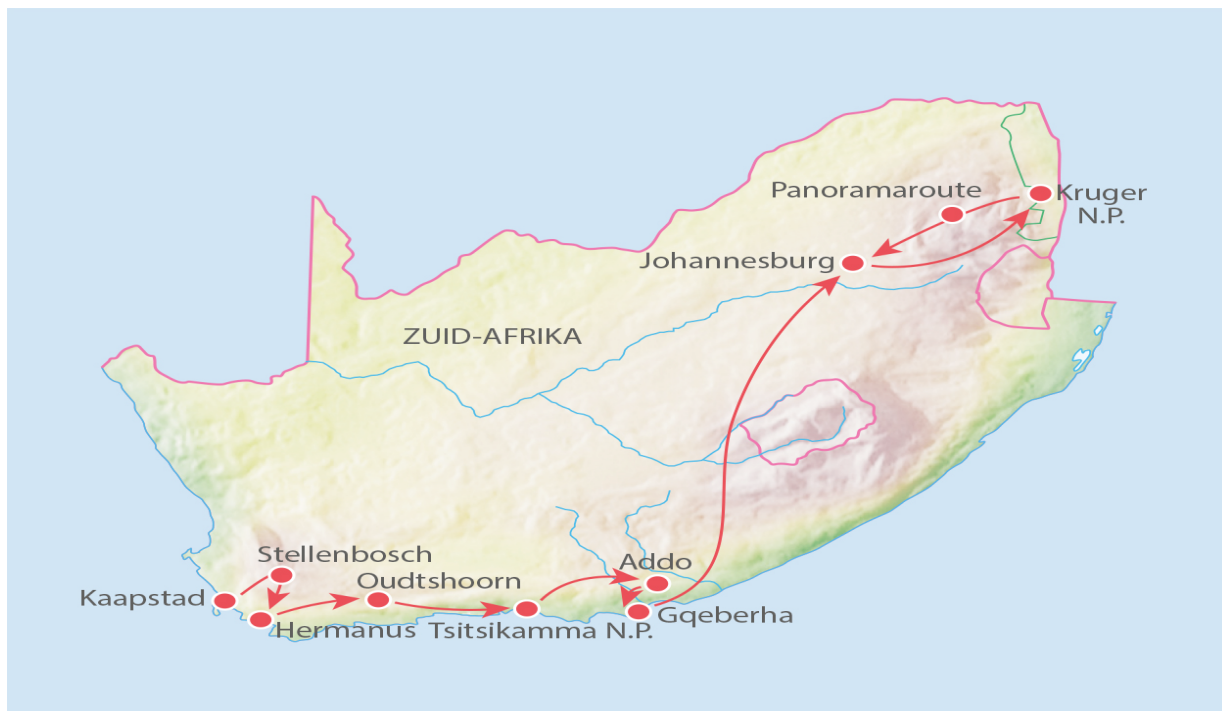 Panoramaroute
Kruger
N.P.
Johannesburg
ZUID-AFRIKA
Stellenbosch
Addo
Oudtshoorn
Kaapstad
Gqeberha
Hermanus
Tsitsikamma N.P.